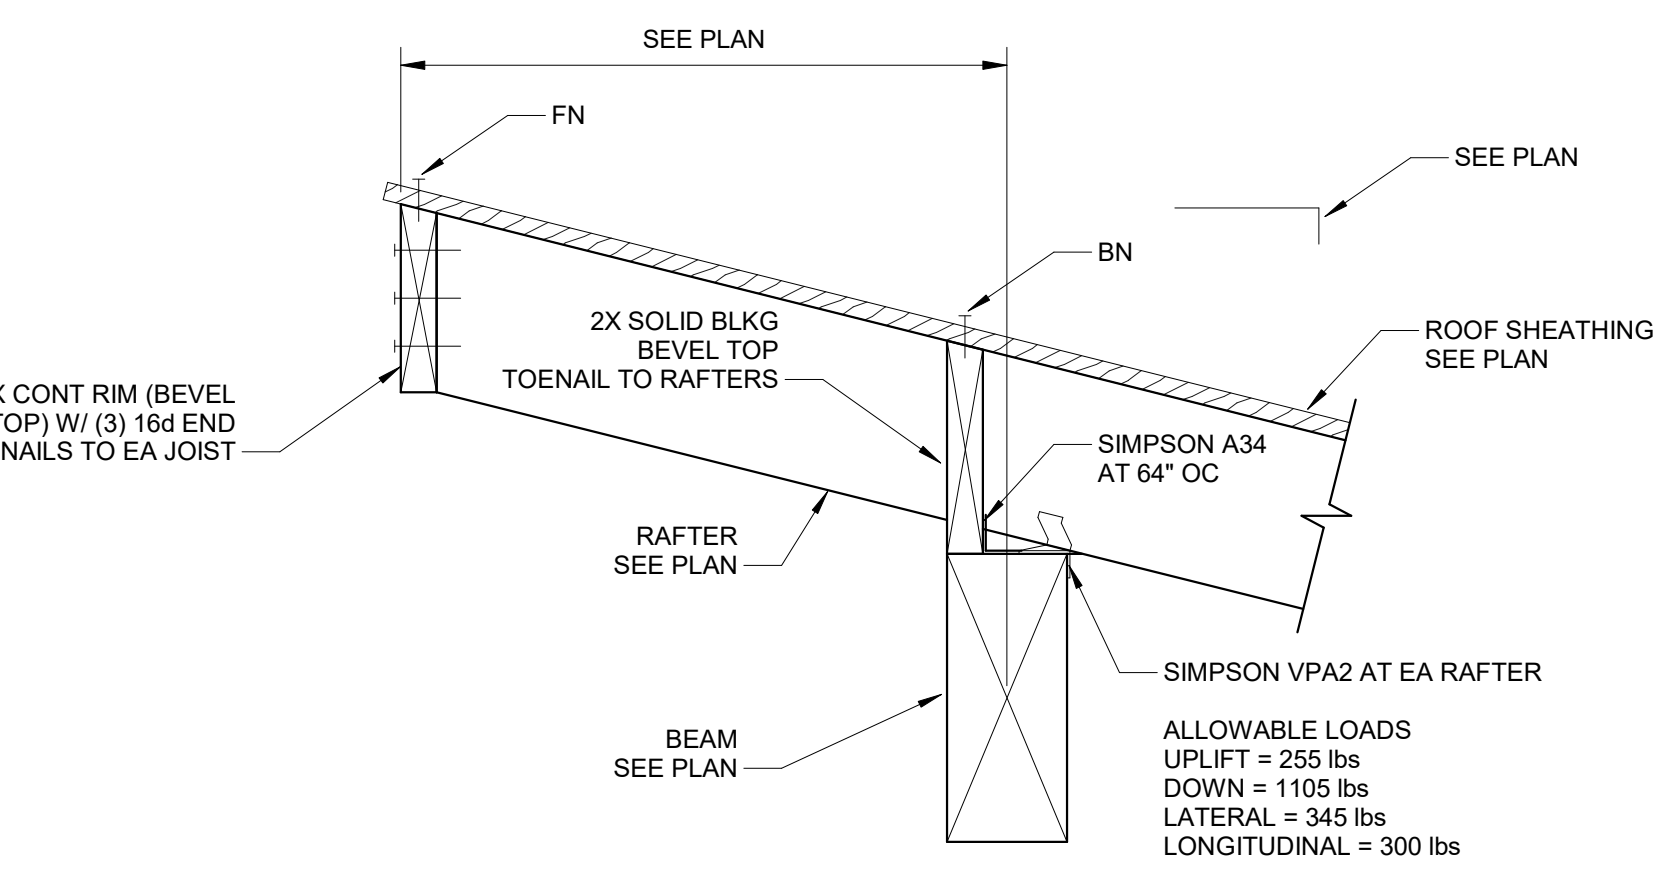 SEE PLAN
FN
SEE PLAN
BN
2X SOLID BLKG
BEVEL TOP
TOENAIL TO RAFTERS
ROOF SHEATHING
SEE PLAN
X CONT RIM (BEVEL
TOP) W/ (3) 16d END
NAILS TO EA JOIST
SIMPSON A34
AT 64" OC
RAFTER
SEE PLAN
SIMPSON VPA2 AT EA RAFTER
BEAM
SEE PLAN
ALLOWABLE LOADS
UPLIFT = 255 lbs
DOWN = 1105 lbs
LATERAL = 345 lbs
LONGITUDINAL = 300 lbs